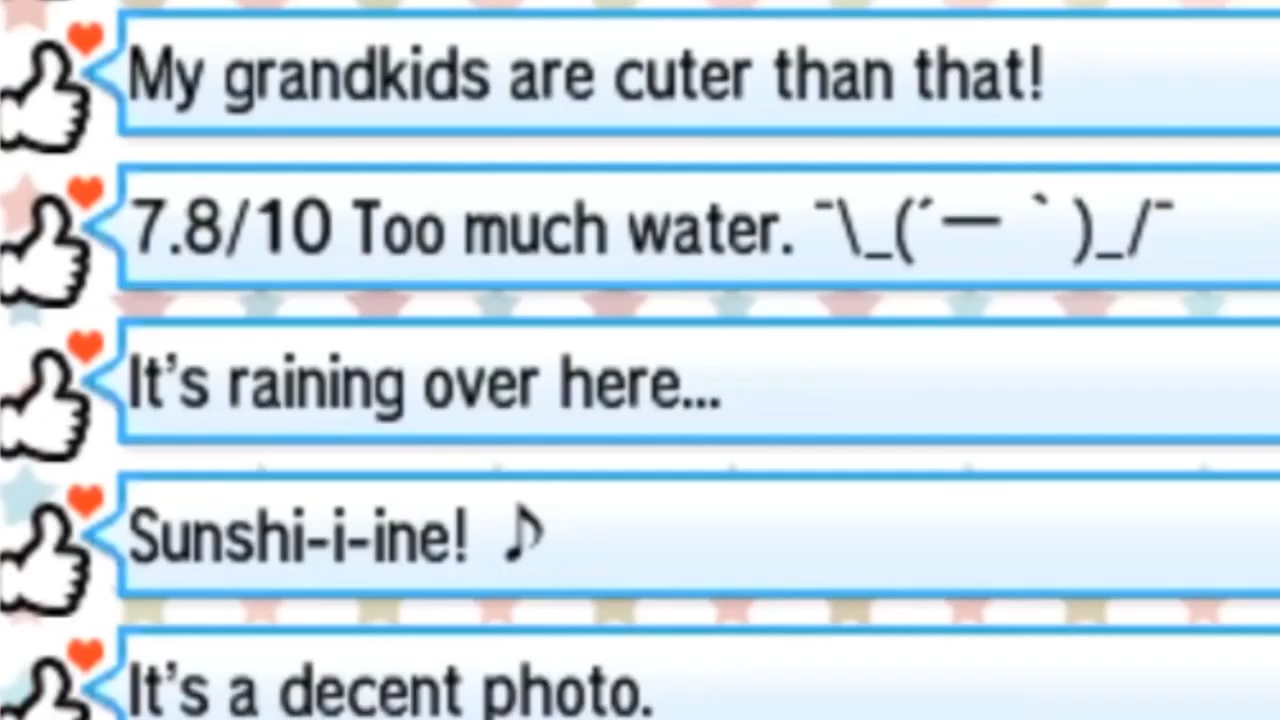 My grandkids are cuter than that!
7.8/10 Too much water. ¯\_(´ー｀)_/¯
It's raining over here...
Sunshi-i-ine! ♪
It's a decent photo.